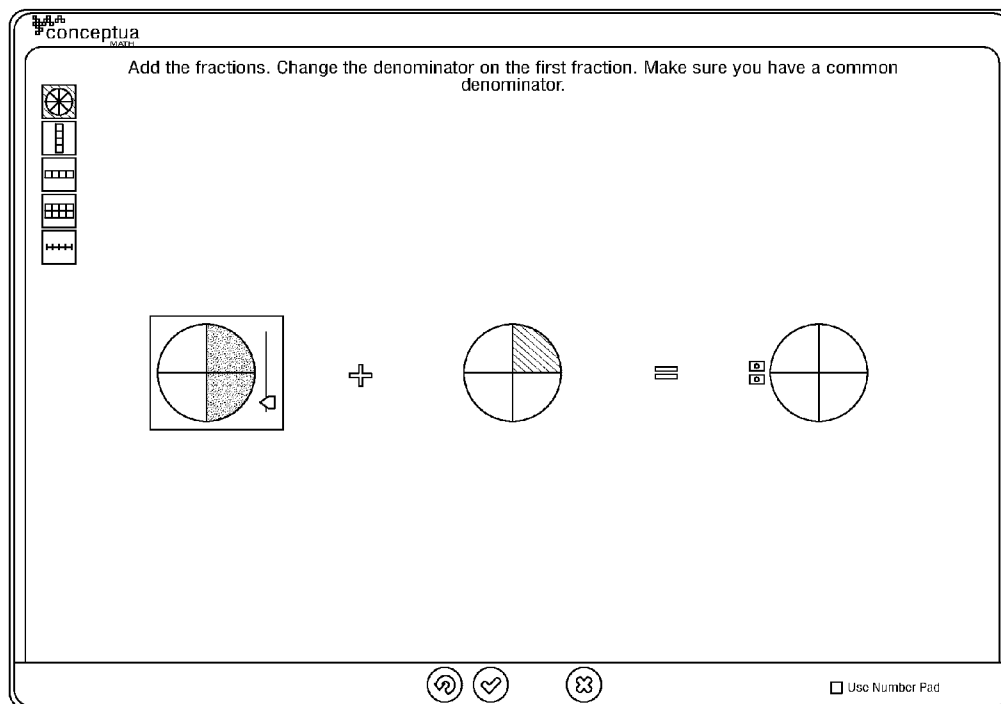 conceptua
MATH
Add the fractions. Change the denominator on the first fraction. Make sure you have a common
denominator.
Use Number Pad